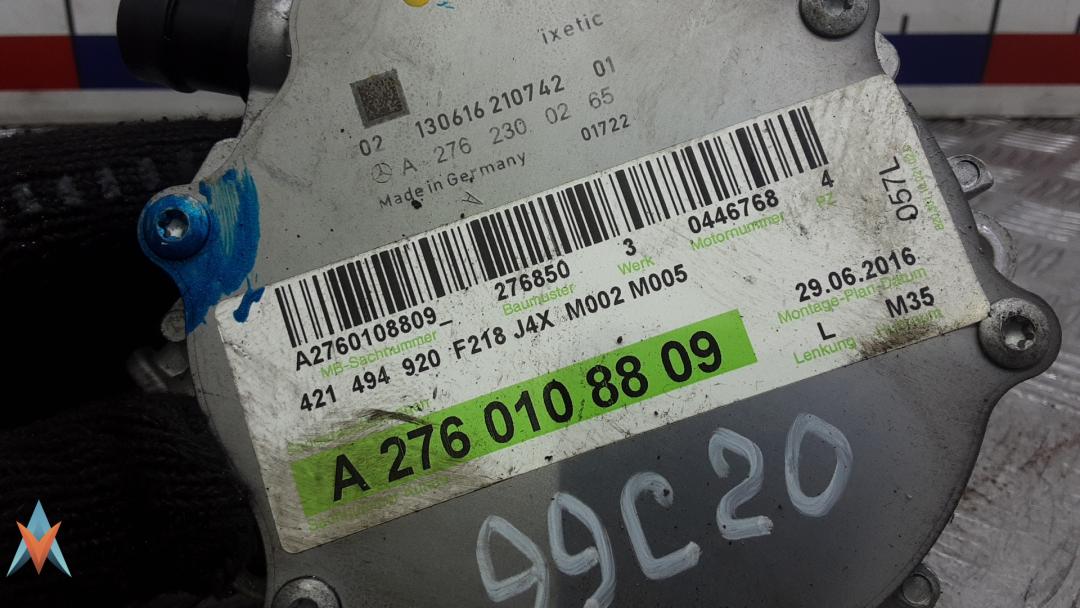 ixetic
02 130616 210742 01
A 276 230 02 65
Made in Germany 01722
A
A2760108809- 276850 3 0446768 4
MB-Sachnummer Baumuster Werk Motornummer PZ
057L
421 494 920 F218 J4X M002 M005
29.06.2016
Montage-Plan-Datum
L M35
Lenkung
A 276 010 88 09
99C20